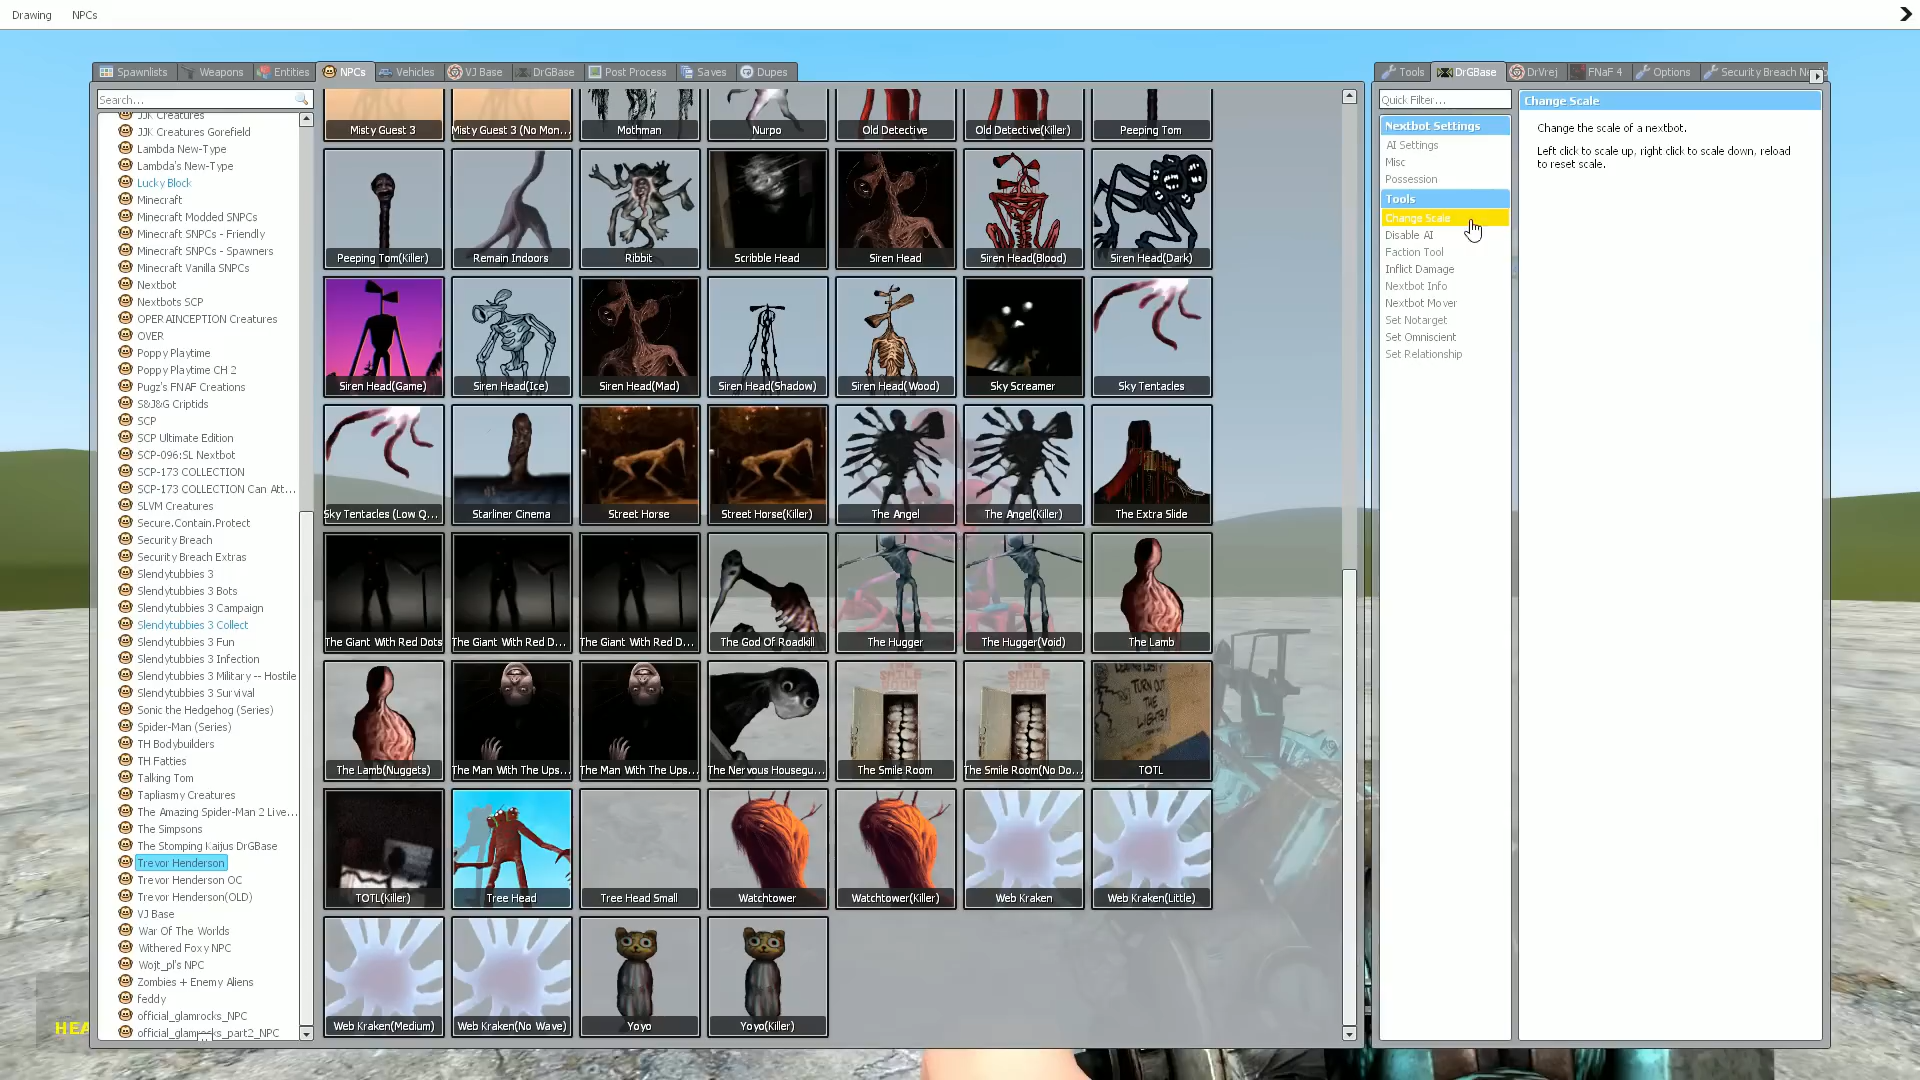 Drawing NPCs
Spawnlists Weapons Entities NPCs Vehicles VJ Base DrGBase Post Process Saves Dupes
Tools DrGBase DrVrej FNaF 4 Options Security Breach
Search...
JJK Creatures
JJK Creatures Gorefield
Lambda New-Type
Lambda's New-Type
Lucky Block
Minecraft
Minecraft Modded SNPCs
Minecraft SNPCs - Friendly
Minecraft SNPCs - Spawners
Minecraft Vanilla SNPCs
Nextbot
Nextbots SCP
OPERAINCEPTION Creatures
OVER
Poppy Playtime
Poppy Playtime CH 2
Pugz's FNAF Creations
S&J&G Criptids
SCP
SCP Ultimate Edition
SCP-096:SL Nextbot
SCP-173 COLLECTION
SCP-173 COLLECTION Can Att...
SLVM Creatures
Secure.Contain.Protect
Security Breach
Security Breach Extras
Slendytubbies 3
Slendytubbies 3 Bots
Slendytubbies 3 Campaign
Slendytubbies 3 Collect
Slendytubbies 3 Fun
Slendytubbies 3 Infection
Slendytubbies 3 Military -- Hostile
Slendytubbies 3 Survival
Sonic the Hedgehog (Series)
Spider-Man (Series)
TH Bodybuilders
TH Fatties
Talking Tom
Tapliasmy Creatures
The Amazing Spider-Man 2 Live...
The Simpsons
The Stomping Kaijus DrGBase
Trevor Henderson
Trevor Henderson OC
Trevor Henderson(OLD)
VJ Base
War Of The Worlds
Withered Foxy NPC
Wojt_pl's NPC
Zombies + Enemy Aliens
feddy
official_glamrocks_NPC
official_glamrocks_part2_NPC
Misty Guest 3 Misty Guest 3 (No Mon... Mothman Nurpo Old Detective Old Detective(Killer) Peeping Tom
Peeping Tom(Killer) Remain Indoors Ribbit Scribble Head Siren Head Siren Head(Blood) Siren Head(Dark)
Siren Head(Game) Siren Head(Ice) Siren Head(Mad) Siren Head(Shadow) Siren Head(Wood) Sky Screamer Sky Tentacles
Sky Tentacles (Low Q... Starliner Cinema Street Horse Street Horse(Killer) The Angel The Angel(Killer) The Extra Slide
The Giant With Red Dots The Giant With Red D... The Giant With Red D... The God Of Roadkill The Hugger The Hugger(Void) The Lamb
SMILE ROOM
SMILE ROOM
TURN OUT
THE
LIGHTS!
The Lamb(Nuggets) The Man With The Ups... The Man With The Ups... The Nervous Housegu... The Smile Room The Smile Room(No Do... TOTL
TOTL(Killer) Tree Head Tree Head Small Watchtower Watchtower(Killer) Web Kraken Web Kraken(Little)
Web Kraken(Medium) Web Kraken(No Wave) Yoyo Yoyo(Killer)
Quick Filter...
Nextbot Settings
AI Settings
Misc
Possession
Tools
Change Scale
Disable AI
Faction Tool
Inflict Damage
Nextbot Info
Nextbot Mover
Set Notarget
Set Omniscient
Set Relationship
Change Scale
Change the scale of a nextbot.
Left click to scale up, right click to scale down, reload
to reset scale.
HEA